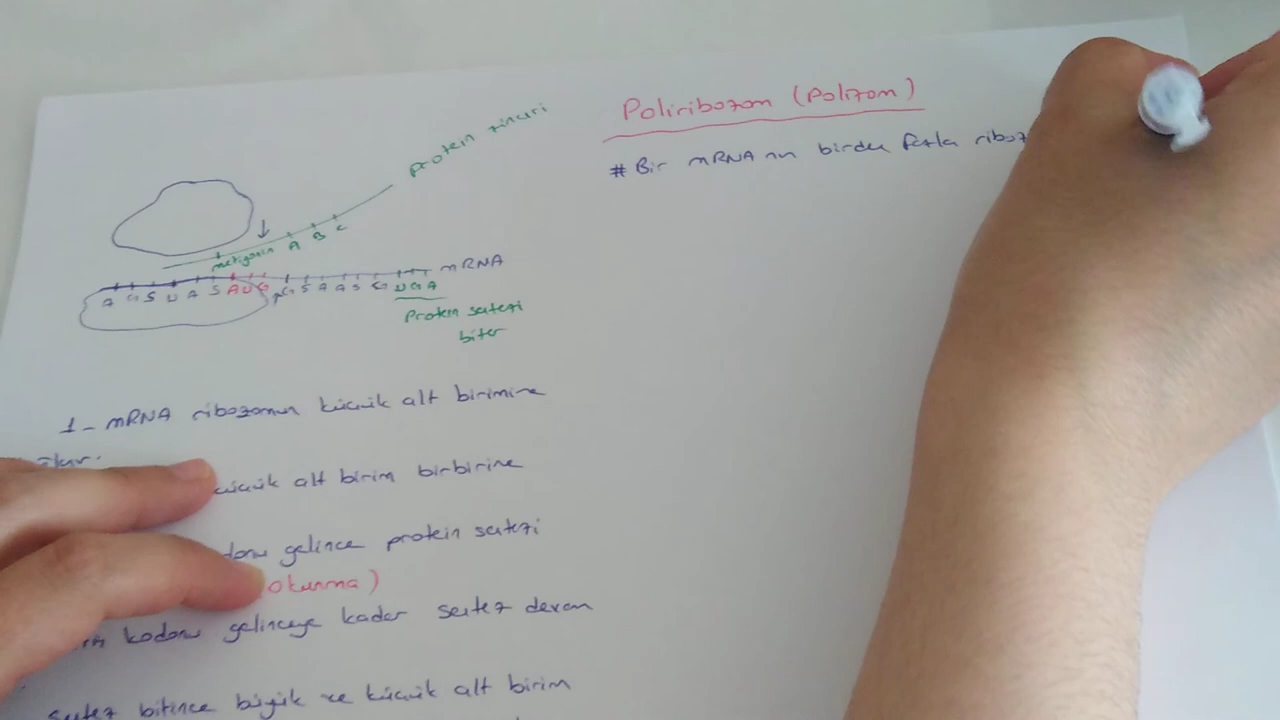 Poliribozom (Polizom)
# Bir mRNA nın birden fazla riboz
protein zinciri
metiyonin A B C
mRNA
A G S U A S A U G G S A G S G U G A
Protein sentezi
biter
1- mRNA ribozomun küçük alt birimine
küçük alt birim birbirine
gelince protein sentezi
okunma)
kodonu gelinceye kadar sentez devam
sentez bitince büyük ve küçük alt birim